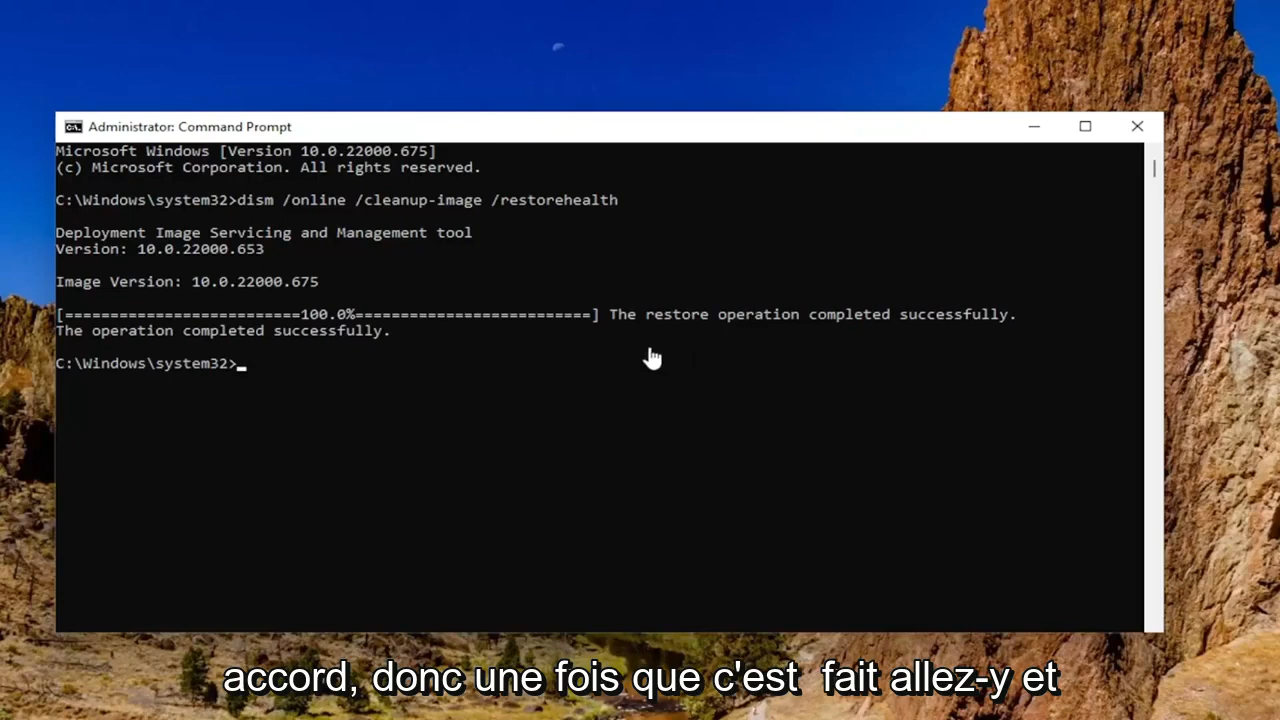 Administrator: Command Prompt
Microsoft Windows [Version 10.0.22000.675]
(c) Microsoft Corporation. All rights reserved.
C:\Windows\system32>dism /online /cleanup-image /restorehealth
Deployment Image Servicing and Management tool
Version: 10.0.22000.653
Image Version: 10.0.22000.675
[==========================100.0%==========================] The restore operation completed successfully.
The operation completed successfully.
C:\Windows\system32>
accord, donc une fois que c'est fait allez-y et